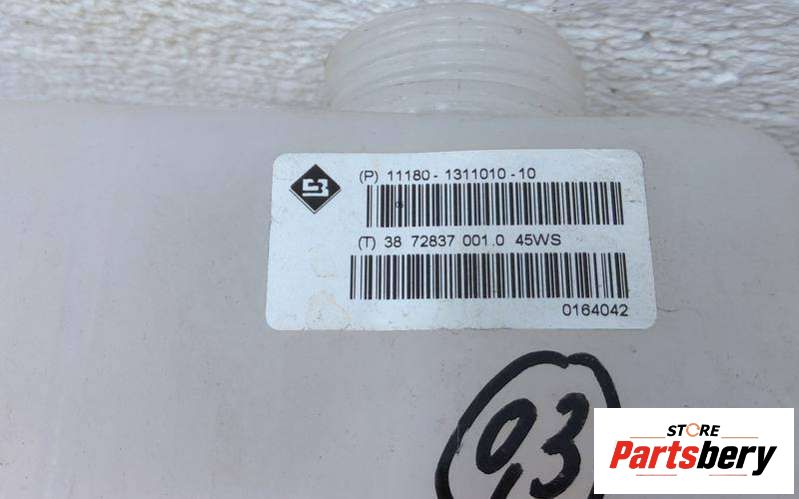 (P) 11180 - 1311010 - 10
(T) 38 72837 001.0 45WS
0164042
93
STORE
Partsbery